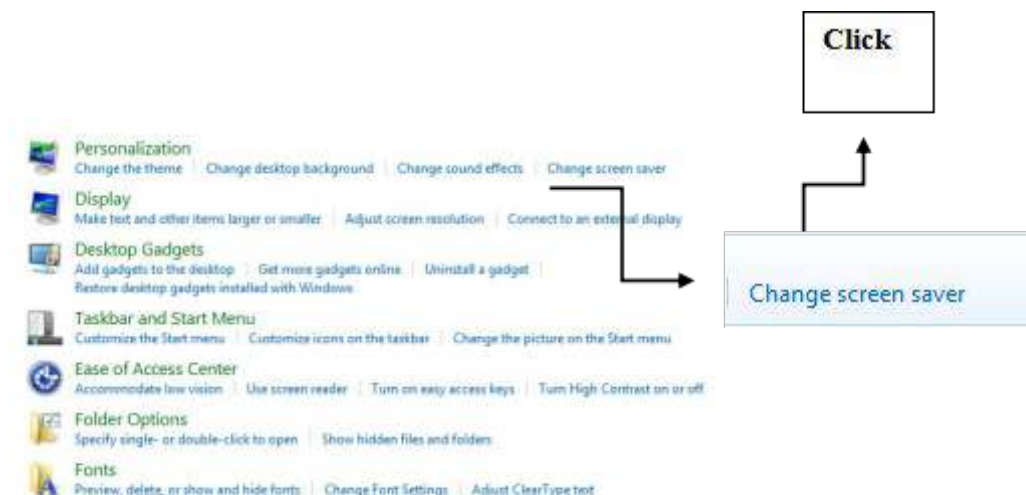 Click
Personalization
Change the theme | Change desktop background | Change sound effects | Change screen saver
Display
Make text and other items larger or smaller | Adjust screen resolution | Connect to an external display
Desktop Gadgets
Add gadgets to the desktop | Get more gadgets online | Uninstall a gadget |
Restore desktop gadgets installed with Windows
Change screen saver
Taskbar and Start Menu
Customize the Start menu | Customize icons on the taskbar | Change the picture on the Start menu
Ease of Access Center
Accommodate low vision | Use screen reader | Turn on easy access keys | Turn High Contrast on or off
Folder Options
Specify single- or double-click to open | Show hidden files and folders
Fonts
Preview, delete, or show and hide fonts | Change Font Settings | Adjust ClearType text